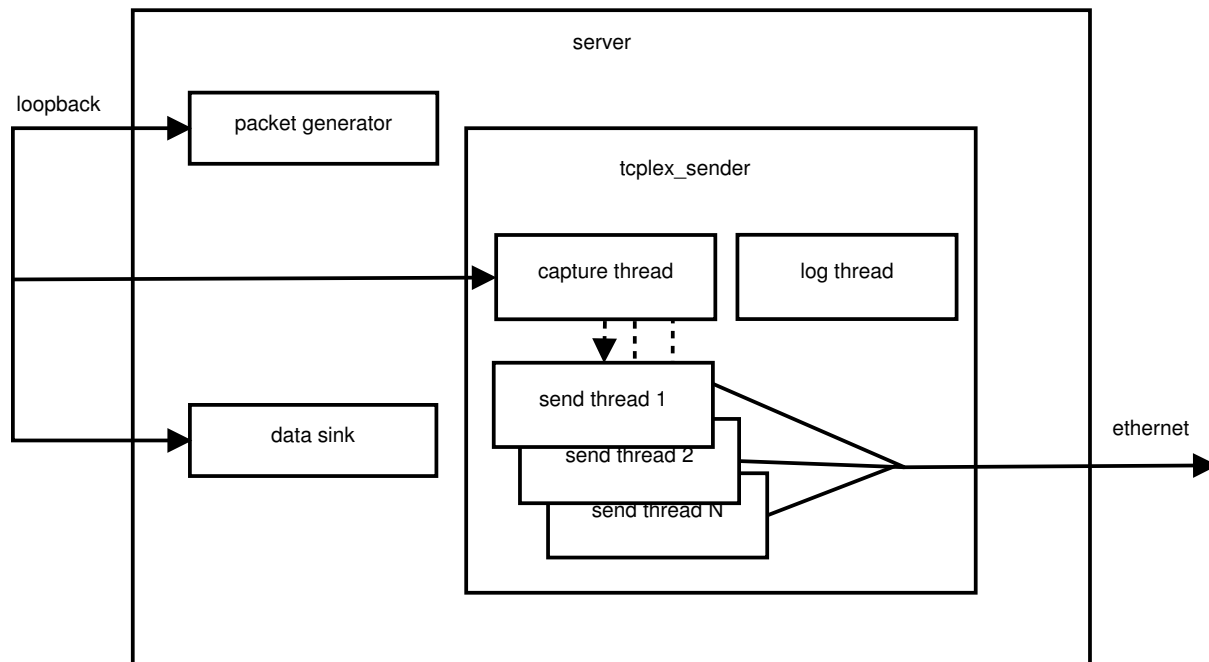 server
loopback
packet generator
tcplex_sender
capture thread
log thread
send thread 1
data sink
ethernet
send thread 2
send thread N